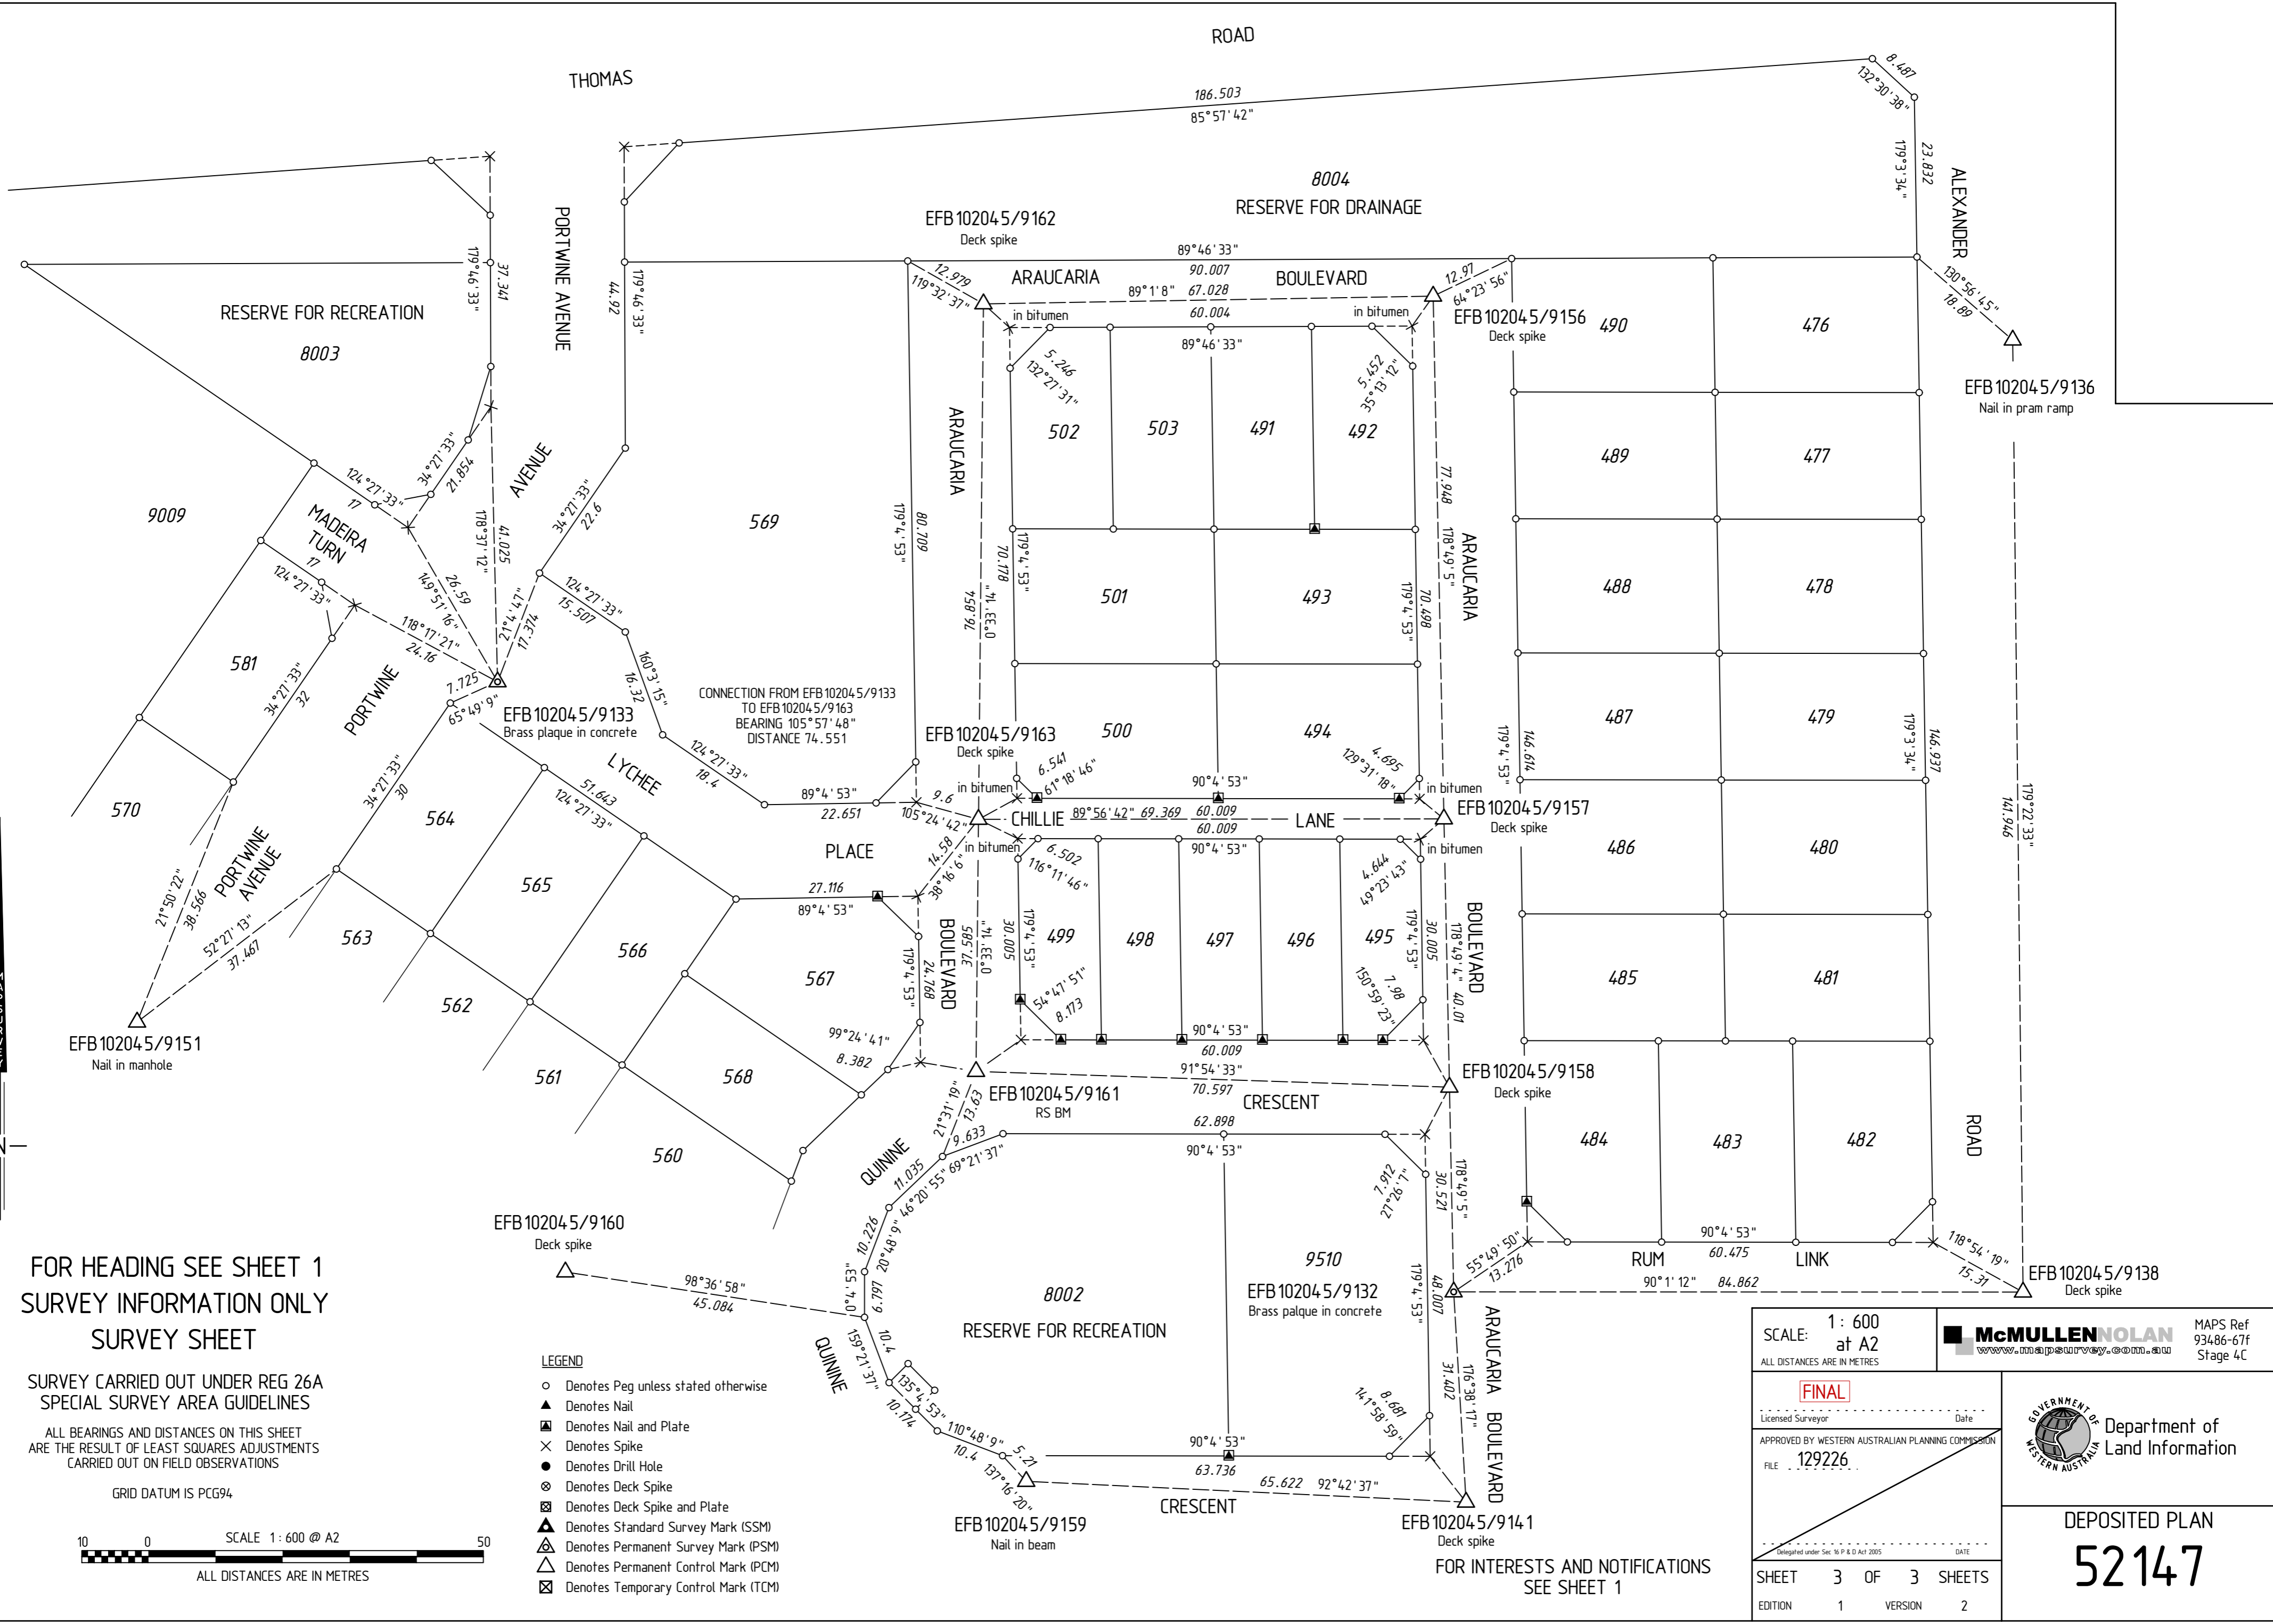 ROAD
THOMAS
8.487
132°30'38"
186.503
85°57'42"
179°3'34"
23.832
ALEXANDER
8004
RESERVE FOR DRAINAGE
PORTWINE AVENUE
EFB102045/9162
Deck spike
89°46'33"
90.007
12.979
119°32'37"
ARAUCARIA
BOULEVARD
89°1'8" 67.028
60.004
in bitumen
in bitumen
89°46'33"
12.97
64°23'56"
EFB102045/9156
Deck spike
130°56'45"
18.89
EFB102045/9136
Nail in pram ramp
179°46'33"
37.341
44.92
179°46'33"
RESERVE FOR RECREATION
8003
490
476
5.246
132°27'31"
5.452
35°13'12"
502
503
491
492
489
477
ARAUCARIA
77.948
178°49'5"
ARAUCARIA
124°27'33"
17
34°27'33"
21.854
AVENUE
34°27'33"
22.6
9009
MADEIRA
TURN
569
179°4'53"
80.709
178°37'12"
41.025
17
124°27'33"
149°51'16"
26.59
21°4'47"
17.374
124°27'33"
15.507
70.178
179°4'53"
76.954
0°33'14"
501
493
179°4'53"
70.498
488
478
118°17'21"
24.16
581
34°27'33"
32
PORTWINE
7.725
65°49'9"
160°3'15"
16.32
CONNECTION FROM EFB102045/9133
TO EFB102045/9163
BEARING 105°57'48"
DISTANCE 74.551
EFB102045/9133
Brass plaque in concrete
EFB102045/9163
Deck spike
500
494
487
479
179°4'53"
146.614
179°3'34"
146.937
6.541
61°18'46"
4.695
129°31'18"
in bitumen
90°4'53"
in bitumen
EFB102045/9157
Deck spike
124°27'33"
18.4
LYCHEE
51.643
124°27'33"
34°27'33"
30
89°4'53"
22.651
9.6
105°24'42"
CHILLIE
89°56'42" 69.369
60.009
60.009
LANE
90°4'53"
in bitumen
in bitumen
179°22'33"
141.946
570
564
PLACE
14.58
38°16'6"
6.502
116°11'46"
4.644
49°23'43"
486
480
PORTWINE
AVENUE
565
27.116
89°4'53"
21°50'22"
38.566
52°27'13"
37.467
563
566
567
BOULEVARD
179°4'53"
24.768
37.585
0°33'14"
30.005
179°4'53"
499
498
497
496
495
179°4'53"
30.005
178°49'4" 40.01
BOULEVARD
485
481
562
54°47'51"
8.173
150°59'23"
7.98
90°4'53"
60.009
EFB102045/9151
Nail in manhole
99°24'41"
8.382
561
568
91°54'33"
70.597
EFB102045/9161
RS BM
CRESCENT
EFB102045/9158
Deck spike
21°31'19"
13.63
9.633
69°21'37"
62.898
90°4'53"
560
QUININE
11.035
46°20'55"
484
483
482
ROAD
7.912
27°26'7"
30.521
178°49'5"
EFB102045/9160
Deck spike
10.226
20°48'9"
98°36'58"
45.084
0°4'53"
6.797
9510
8002
RESERVE FOR RECREATION
EFB102045/9132
Brass palque in concrete
179°4'53"
48.007
55°49'50"
13.276
90°4'53"
60.475
RUM
LINK
90°1'12" 84.862
118°54'19"
15.31
EFB102045/9138
Deck spike
QUININE
159°21'37"
10.4
135°4'53"
10.174
110°48'9"
10.4
5.21
137°16'20"
EFB102045/9159
Nail in beam
90°4'53"
63.736
65.622 92°42'37"
CRESCENT
141°58'59"
8.681
31.402
176°38'17"
ARAUCARIA BOULEVARD
EFB102045/9141
Deck spike
FOR INTERESTS AND NOTIFICATIONS
SEE SHEET 1
N
FOR HEADING SEE SHEET 1
SURVEY INFORMATION ONLY
SURVEY SHEET
SURVEY CARRIED OUT UNDER REG 26A
SPECIAL SURVEY AREA GUIDELINES
ALL BEARINGS AND DISTANCES ON THIS SHEET
ARE THE RESULT OF LEAST SQUARES ADJUSTMENTS
CARRIED OUT ON FIELD OBSERVATIONS
GRID DATUM IS PCG94
10 0 SCALE 1:600 @ A2 50
ALL DISTANCES ARE IN METRES
LEGEND
Denotes Peg unless stated otherwise
Denotes Nail
Denotes Nail and Plate
Denotes Spike
Denotes Drill Hole
Denotes Deck Spike
Denotes Deck Spike and Plate
Denotes Standard Survey Mark (SSM)
Denotes Permanent Survey Mark (PSM)
Denotes Permanent Control Mark (PCM)
Denotes Temporary Control Mark (TCM)
SCALE: 1:600
at A2
ALL DISTANCES ARE IN METRES
McMULLENNOLAN
www.mapsurvey.com.au
MAPS Ref
93486-67f
Stage 4C
FINAL
Licensed Surveyor Date
APPROVED BY WESTERN AUSTRALIAN PLANNING COMMISSION
FILE 129226
Delegated under Sec 16 P & D Act 2005 DATE
SHEET 3 OF 3 SHEETS
EDITION 1 VERSION 2
GOVERNMENT OF
WESTERN AUSTRALIA
Department of
Land Information
DEPOSITED PLAN
52147